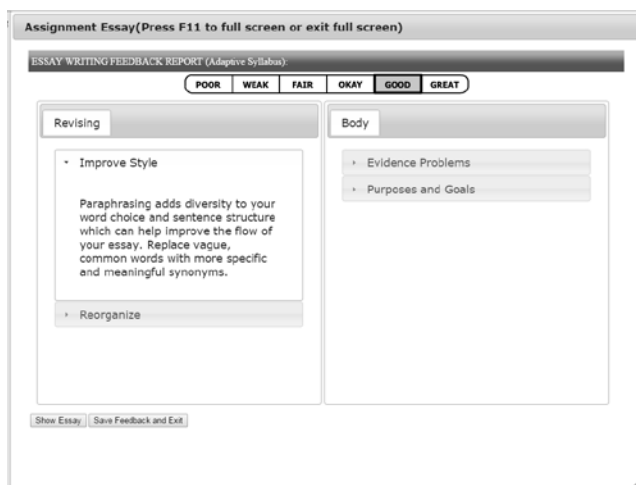 Assignment Essay(Press F11 to full screen or exit full screen)
ESSAY WRITING FEEDBACK REPORT (Adaptive Syllabus):
POOR WEAK FAIR OKAY GOOD GREAT
Revising
Improve Style
Paraphrasing adds diversity to your
word choice and sentence structure
which can help improve the flow of
your essay. Replace vague,
common words with more specific
and meaningful synonyms.
Reorganize
Body
Evidence Problems
Purposes and Goals
Show Essay Save Feedback and Exit